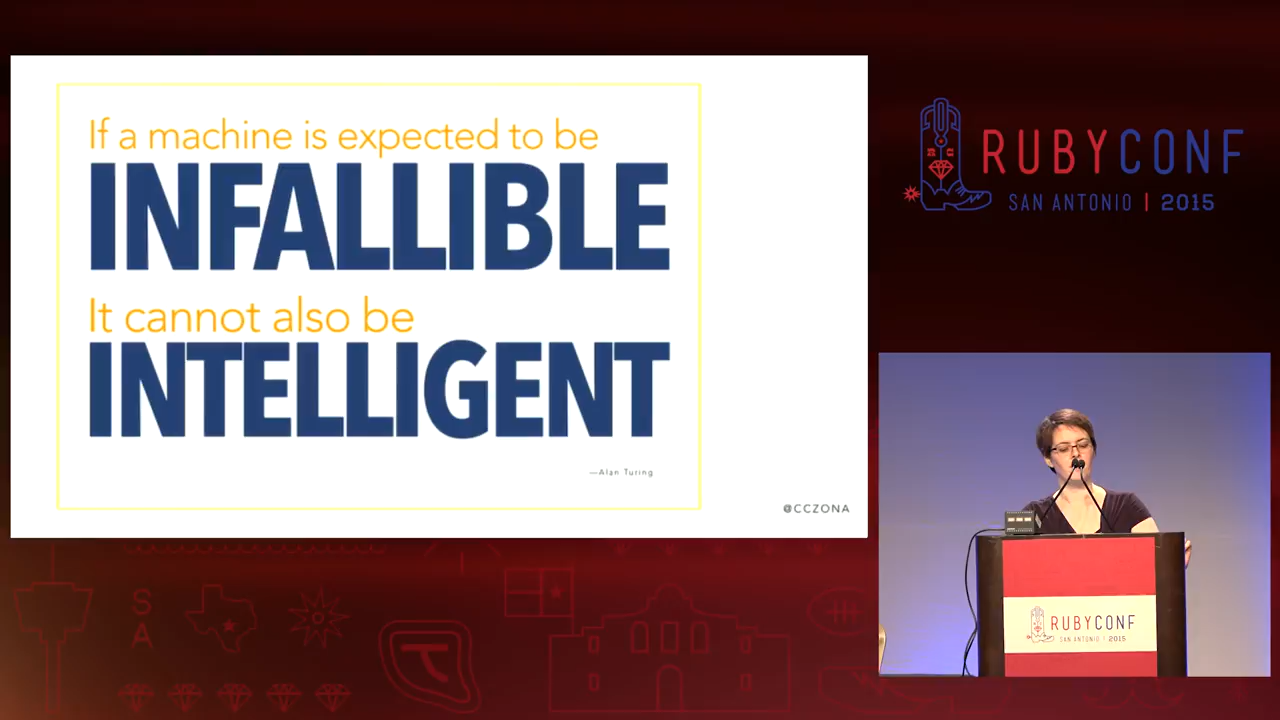 If a machine is expected to be
INFALLIBLE
It cannot also be
INTELLIGENT
—Alan Turing
@CCZONA
RUBYCONF
SAN ANTONIO | 2015
S
A
RUBYCONF
SAN ANTONIO | 2015